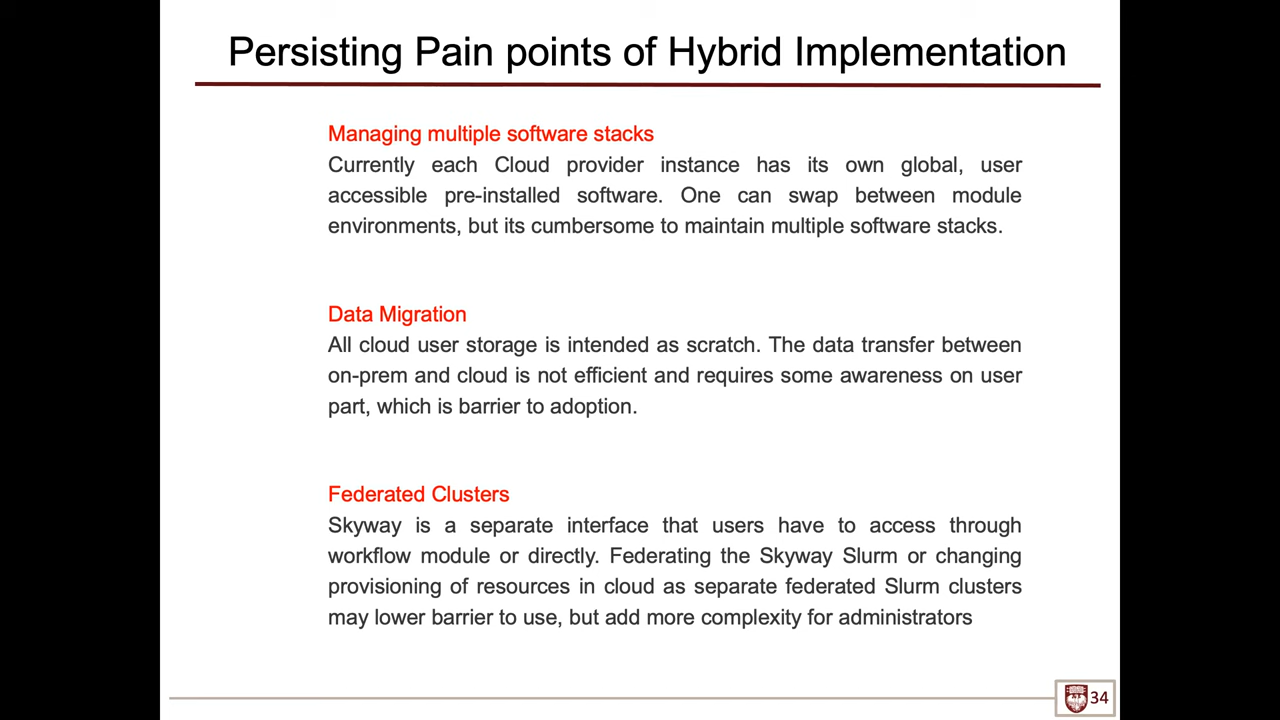 Persisting Pain points of Hybrid Implementation
Managing multiple software stacks
Currently each Cloud provider instance has its own global, user
accessible pre-installed software. One can swap between module
environments, but its cumbersome to maintain multiple software stacks.
Data Migration
All cloud user storage is intended as scratch. The data transfer between
on-prem and cloud is not efficient and requires some awareness on user
part, which is barrier to adoption.
Federated Clusters
Skyway is a separate interface that users have to access through
workflow module or directly. Federating the Skyway Slurm or changing
provisioning of resources in cloud as separate federated Slurm clusters
may lower barrier to use, but add more complexity for administrators
34